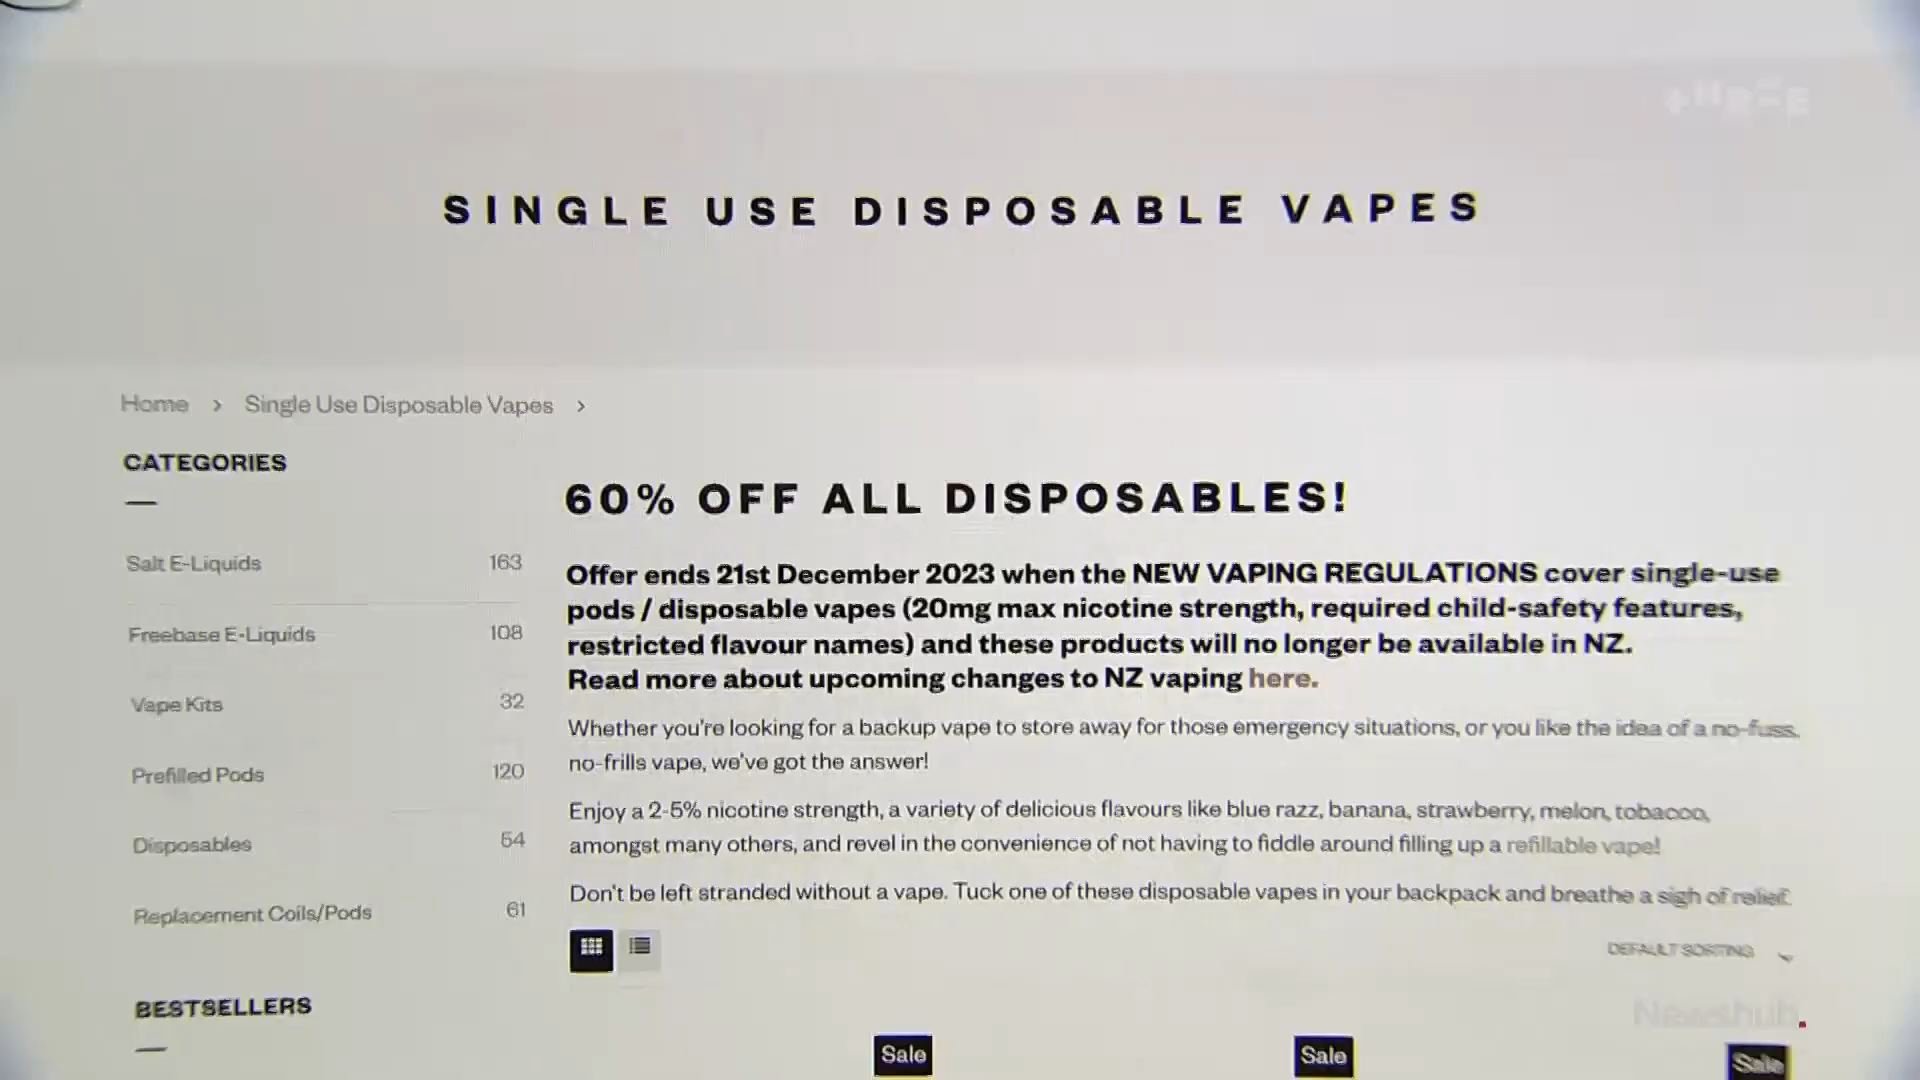 THREE
SINGLE USE DISPOSABLE VAPES
Home > Single Use Disposable Vapes >
CATEGORIES
Salt E-Liquids 163
Freebase E-Liquids 108
Vape Kits 32
Prefilled Pods 120
Disposables 54
Replacement Coils/Pods 61
BESTSELLERS
60% OFF ALL DISPOSABLES!
Offer ends 21st December 2023 when the NEW VAPING REGULATIONS cover single-use
pods / disposable vapes (20mg max nicotine strength, required child-safety features,
restricted flavour names) and these products will no longer be available in NZ.
Read more about upcoming changes to NZ vaping here.
Whether you're looking for a backup vape to store away for those emergency situations, or you like the idea of a no-fuss,
no-frills vape, we've got the answer!
Enjoy a 2-5% nicotine strength, a variety of delicious flavours like blue razz, banana, strawberry, melon, tobacco,
amongst many others, and revel in the convenience of not having to fiddle around filling up a refillable vape!
Don't be left stranded without a vape. Tuck one of these disposable vapes in your backpack and breathe a sigh of relief.
DEFAULT SORTING
Newshub.
Sale
Sale
Sale